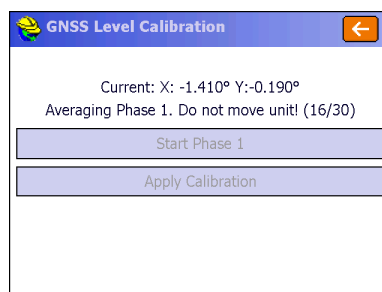 GNSS Level Calibration
Current: X: -1.410° Y:-0.190°
Averaging Phase 1. Do not move unit! (16/30)
Start Phase 1
Apply Calibration